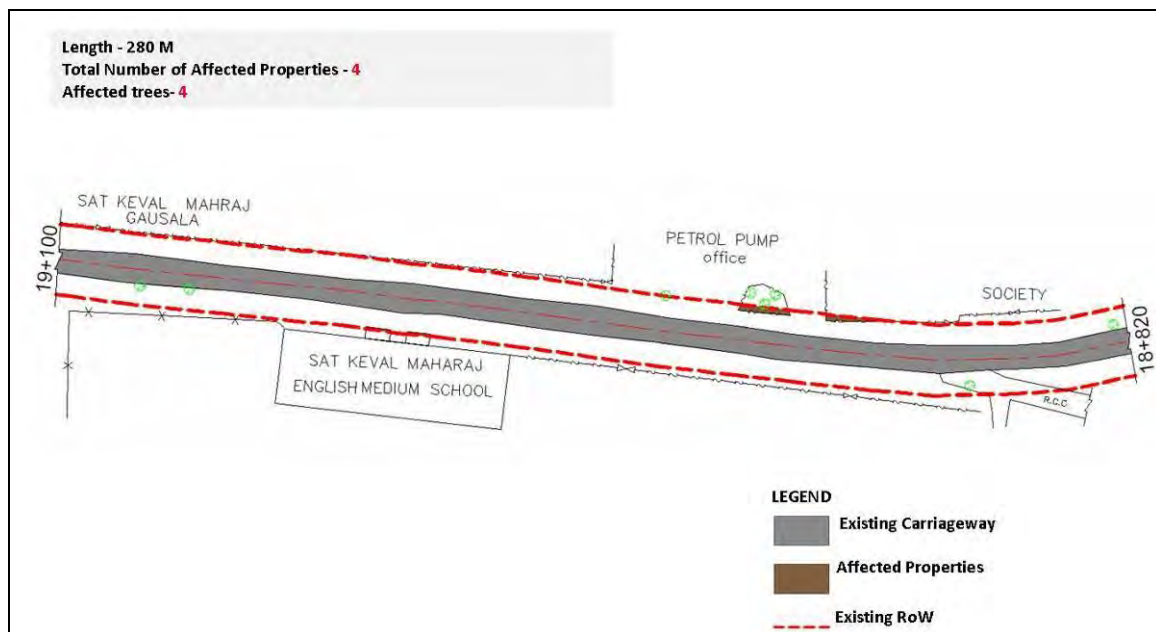 Length - 280 M
Total Number of Affected Properties - 4
Affected trees- 4
SAT KEVAL MAHRAJ
GAUSALA
19+100
PETROL PUMP
office
SOCIETY
18+820
SAT KEVAL MAHARAJ
ENGLISH MEDIUM SCHOOL
R.C.C
LEGEND
Existing Carriageway
Affected Properties
Existing RoW